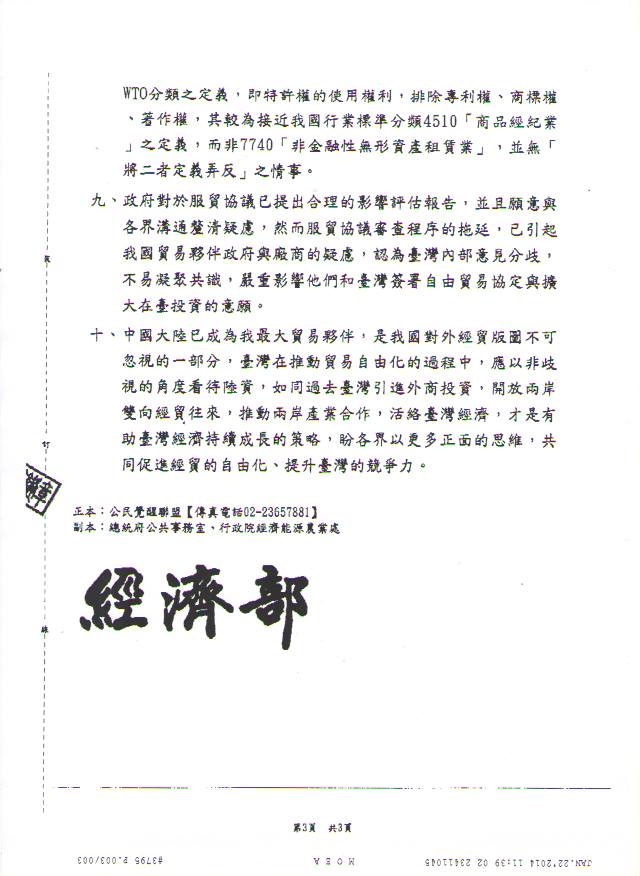 WTO分類之定義，即特許權的使用權利，排除專利權、商標權
、著作權，其較為接近我國行業標準分類4510「商品經紀業
」之定義，而非7740「非金融性無形資產租賃業」，並無「
將二者定義弄反」之情事。
九、政府對於服貿協議已提出合理的影響評估報告，並且願意與
各界溝通釐清疑慮，然而服貿協議審查程序的拖延，已引起
我國貿易夥伴政府與廠商的疑慮，認為臺灣內部意見分歧，
不易凝聚共識，嚴重影響他們和臺灣簽署自由貿易協定與擴
大在臺投資的意願。
十、中國大陸已成為我最大貿易夥伴，是我國對外經貿版圖不可
忽視的一部分，臺灣在推動貿易自由化的過程中，應以非歧
視的角度看待陸資，如同過去臺灣引進外商投資，開放兩岸
雙向經貿往來，推動兩岸產業合作，活絡臺灣經濟，才是有
助臺灣經濟持續成長的策略，盼各界以更多正面的思維，共
同促進經貿的自由化、提升臺灣的競爭力。
裝
訂
線
正本：公民覺醒聯盟【傳真電話02-23657881】
副本：總統府公共事務室、行政院經濟能源農業處
經濟部
第3頁 共3頁
JAN.22'2014 11:39 02 23411045 MOEA #3795 P.003/003